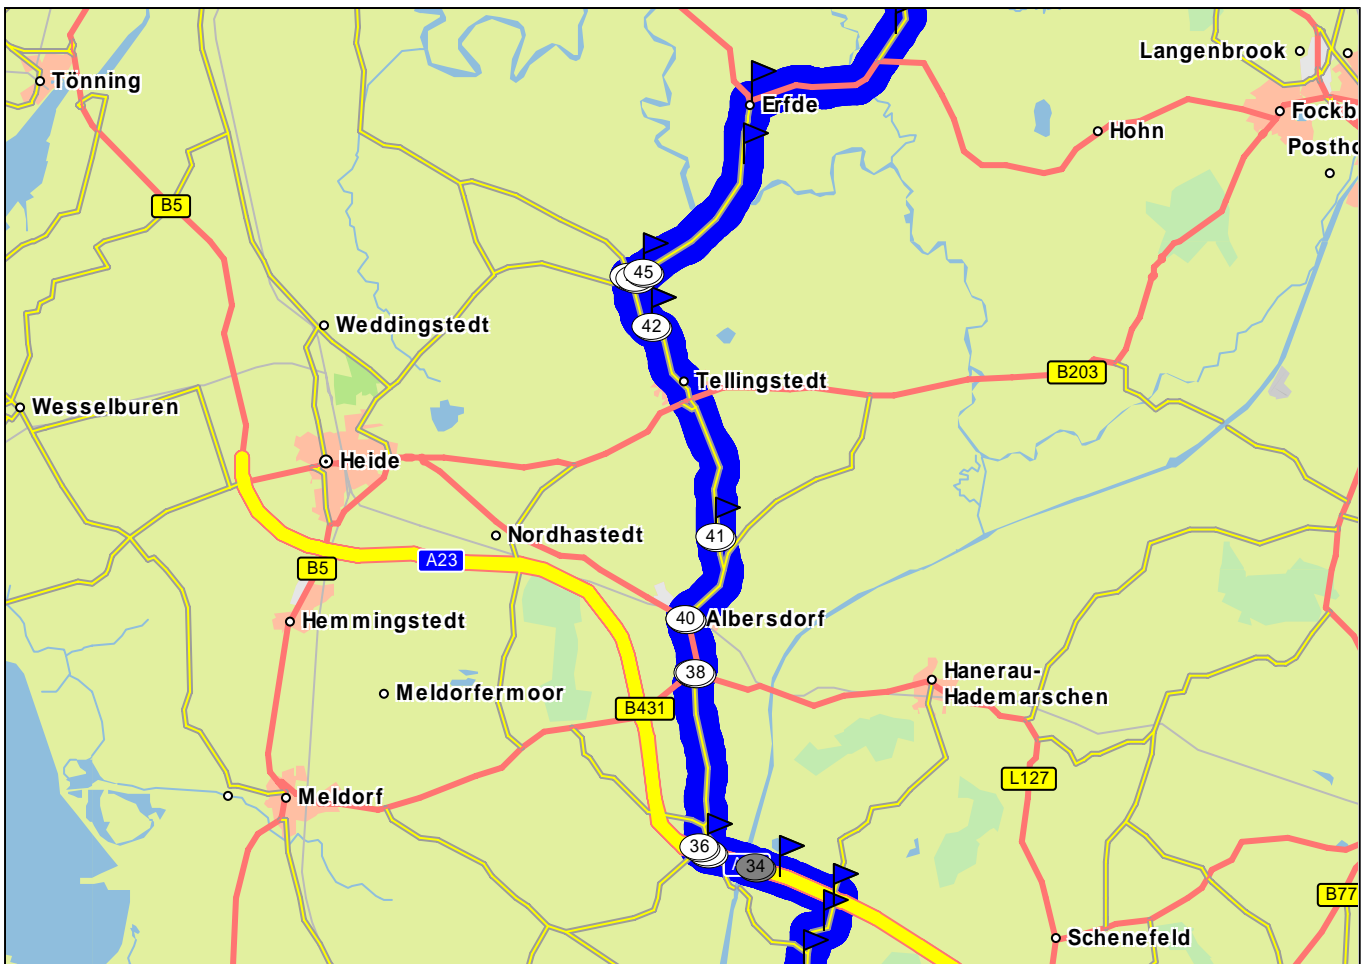 Langenbrook
Tönning
Erfde
Fockb
Hohn
Postho
B5
45
Weddingstedt
42
B203
Tellingstedt
Wesselburen
Heide
Nordhastedt
41
A23
B5
Hemmingstedt
40
Albersdorf
38
Hanerau-
Hademarschen
Meldorfermoor
B431
L127
Meldorf
36
34
B77
Schenefeld